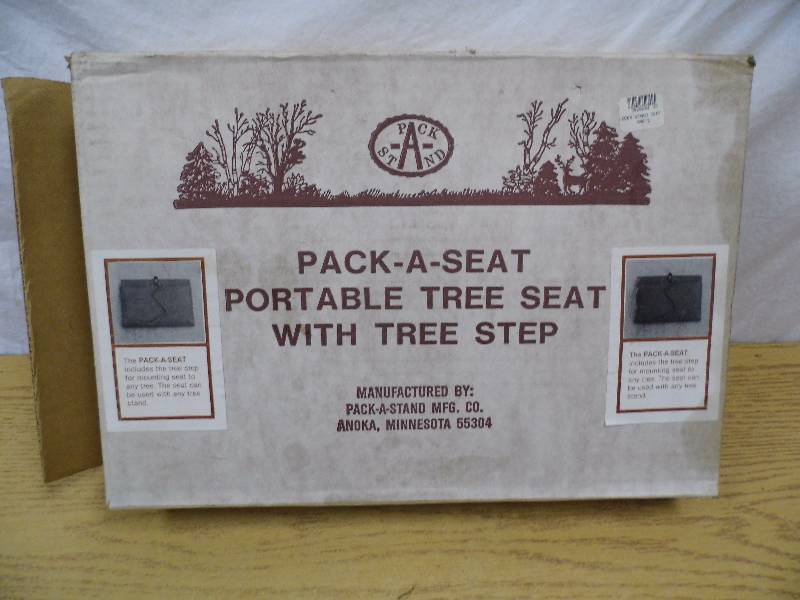 PACK
-A-
STAND
PACK-A-SEAT
PORTABLE TREE SEAT
WITH TREE STEP
MANUFACTURED BY:
PACK-A-STAND MFG. CO.
ANOKA, MINNESOTA 55304
The PACK-A-SEAT
includes the tree step
for mounting seat to
any tree. The seat can
be used with any tree
stand.
The PACK-A-SEAT
includes the tree step
for mounting seat to
any tree. The seat can
be used with any tree
stand.